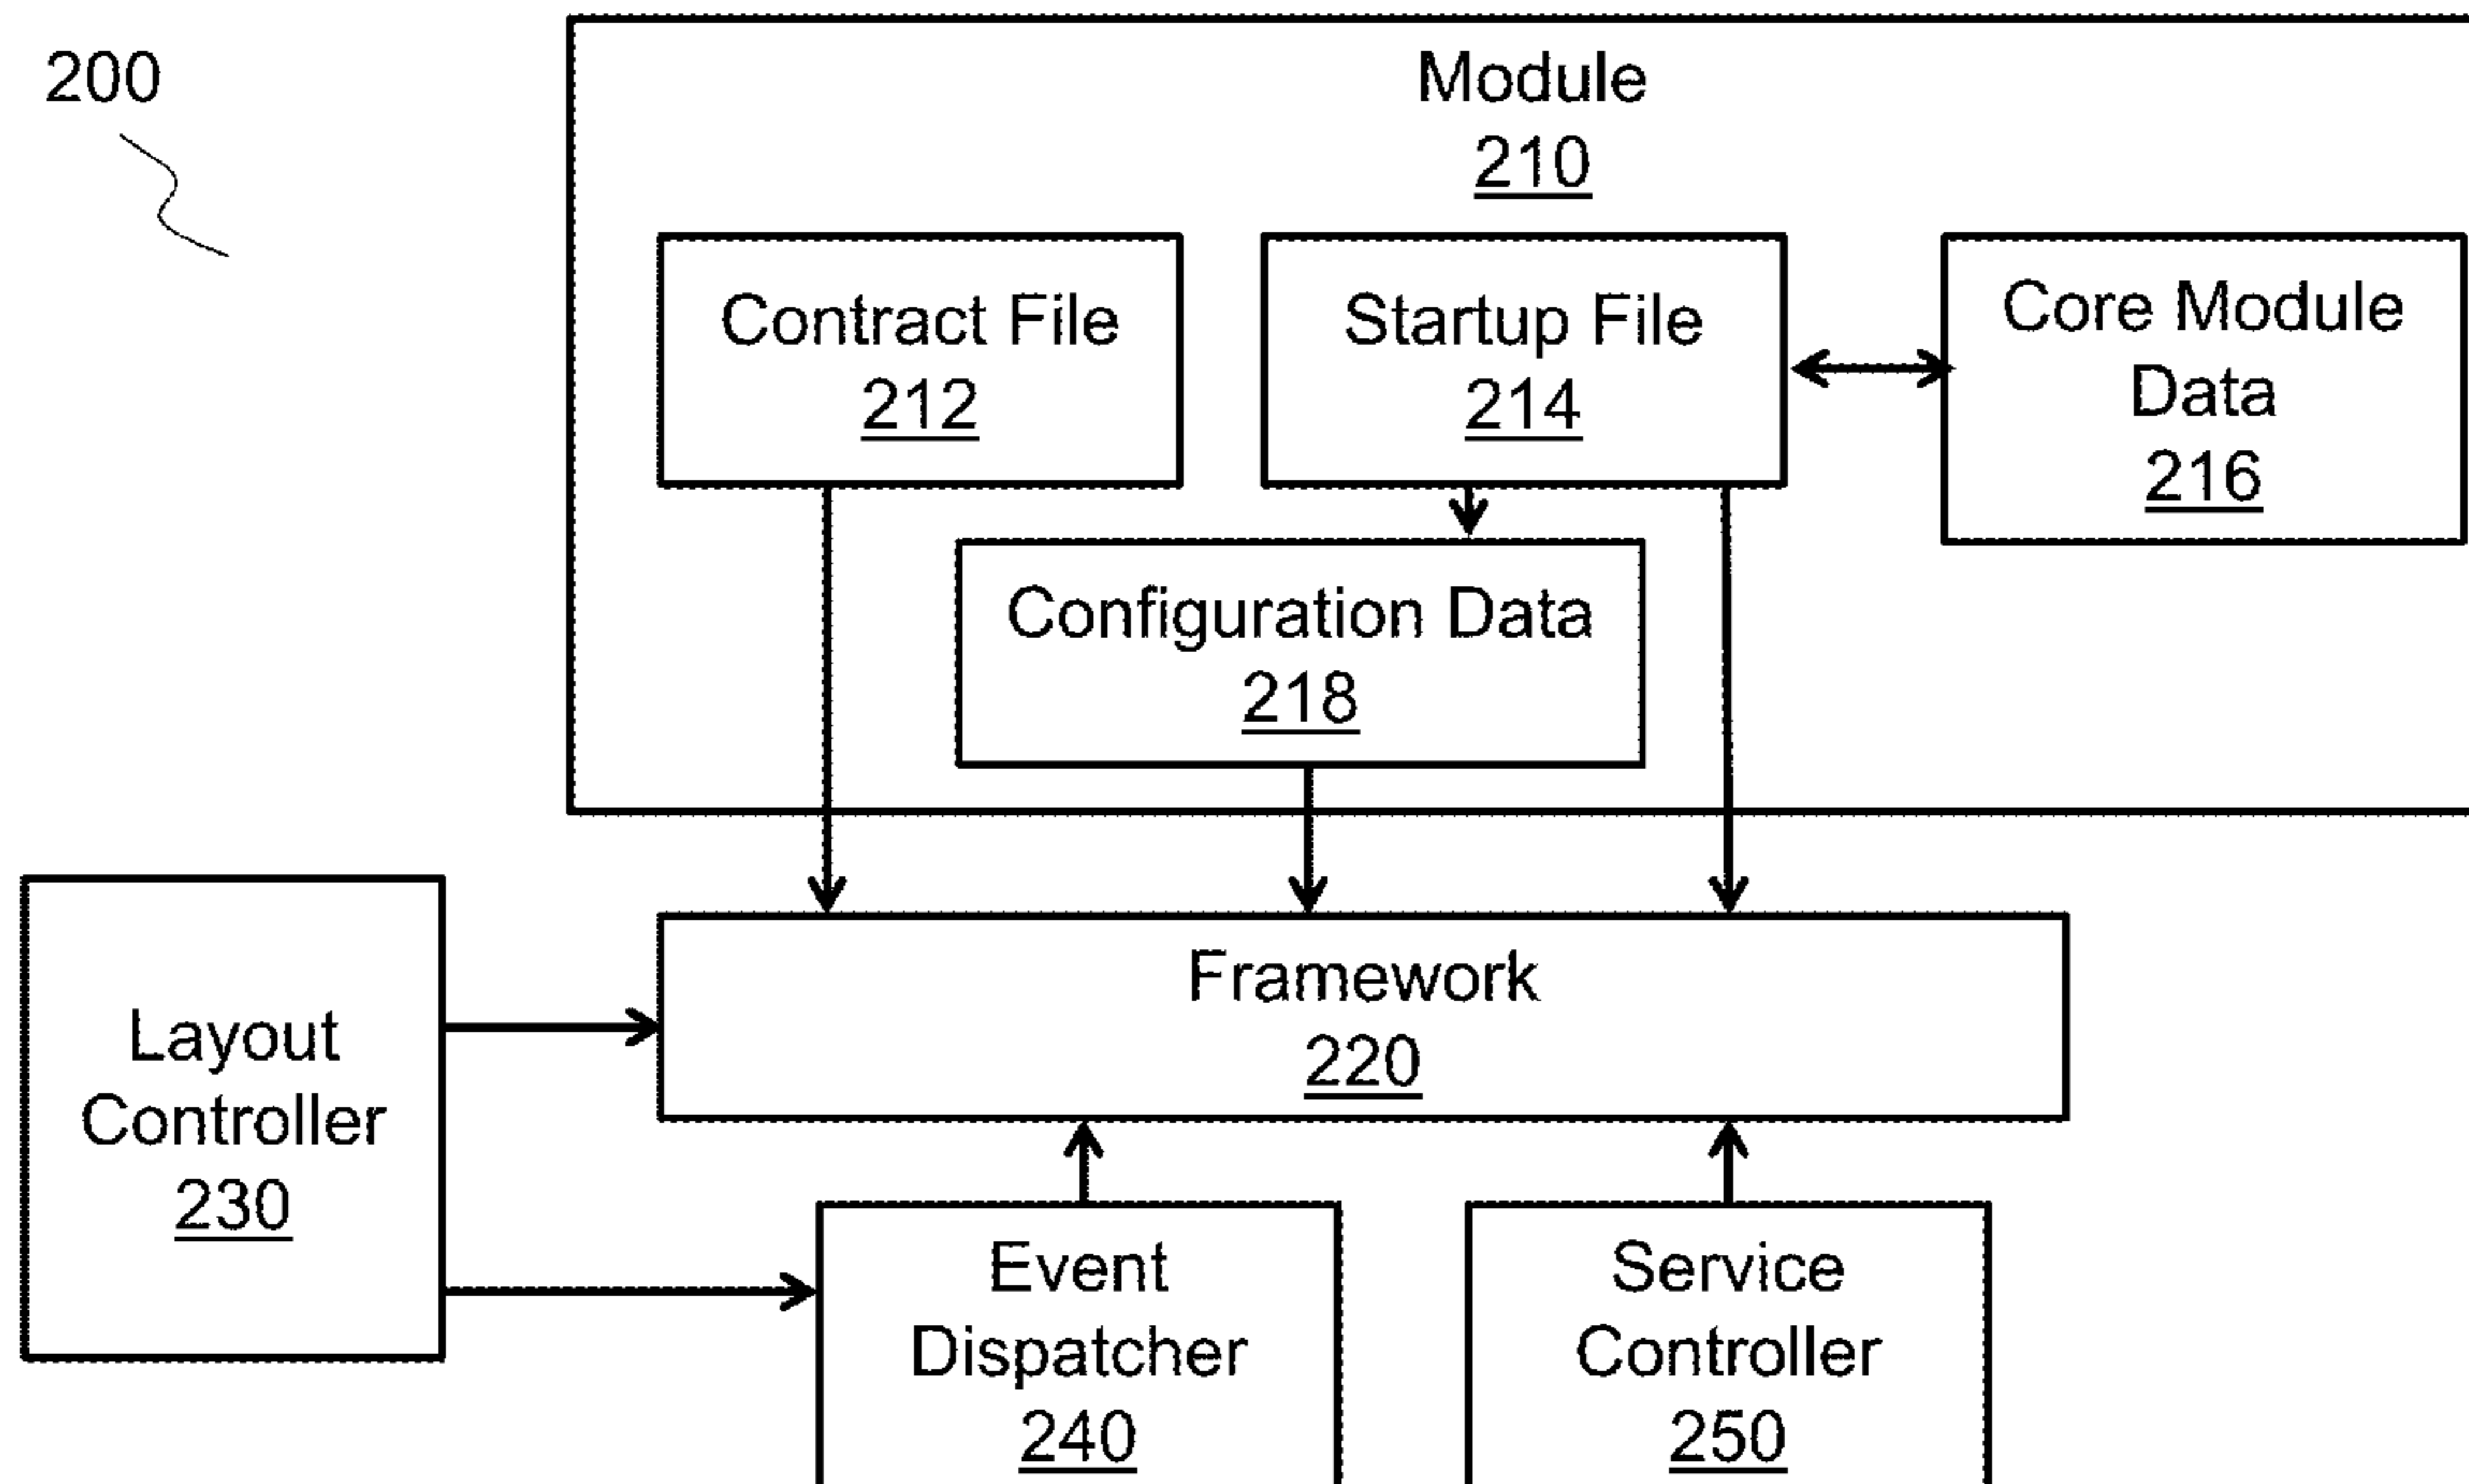 200
Module
210
Contract File
212
Startup File
214
Core Module
Data
216
Configuration Data
218
Layout
Controller
230
Framework
220
Event
Dispatcher
240
Service
Controller
250